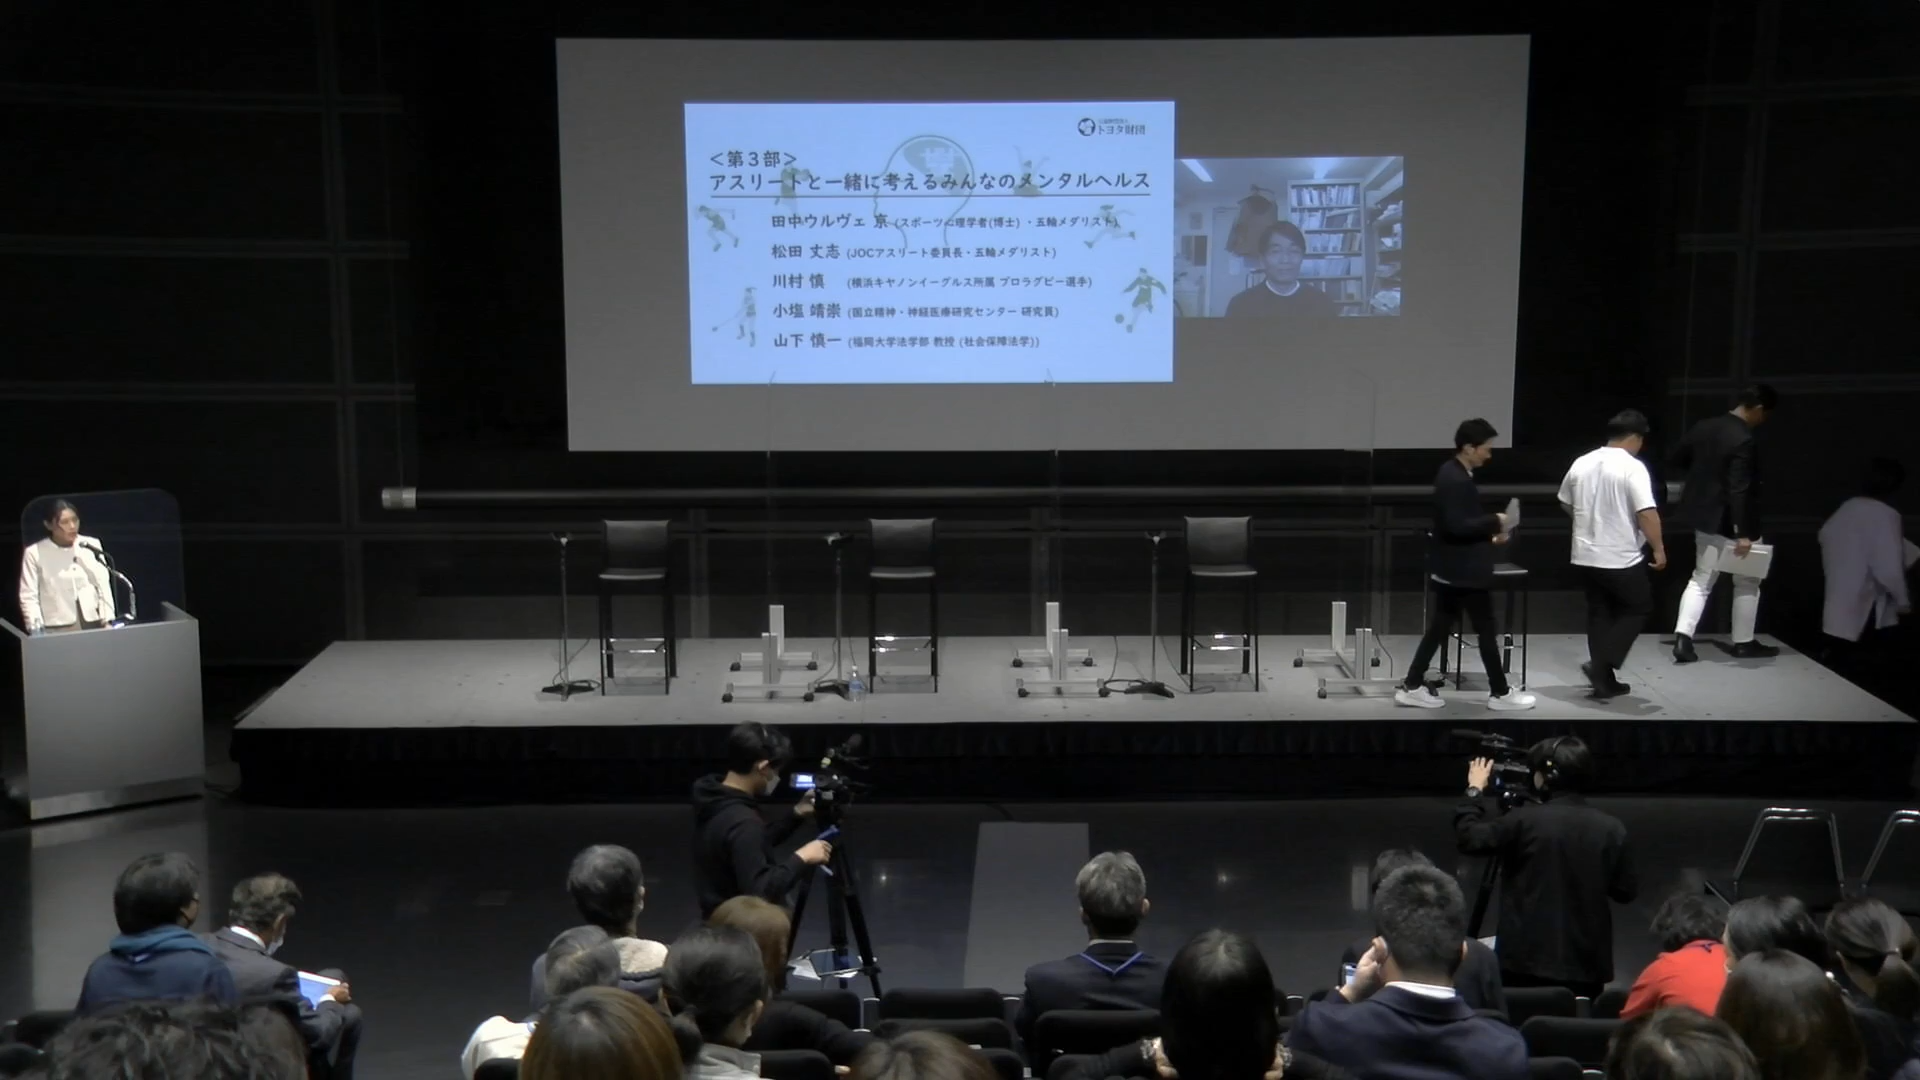 トヨタ財団
＜第３部＞
アスリートと一緒に考えるみんなのメンタルヘルス
田中ウルヴェ 京 (スポーツ心理学者(博士)・五輪メダリスト)
松田 丈志 (JOCアスリート委員長・五輪メダリスト)
川村 慎 (横浜キヤノンイーグルス所属 プロラグビー選手)
小塩 靖崇 (国立精神・神経医療研究センター 研究員)
山下 慎一 (福岡大学法学部 教授 (社会保障法学))